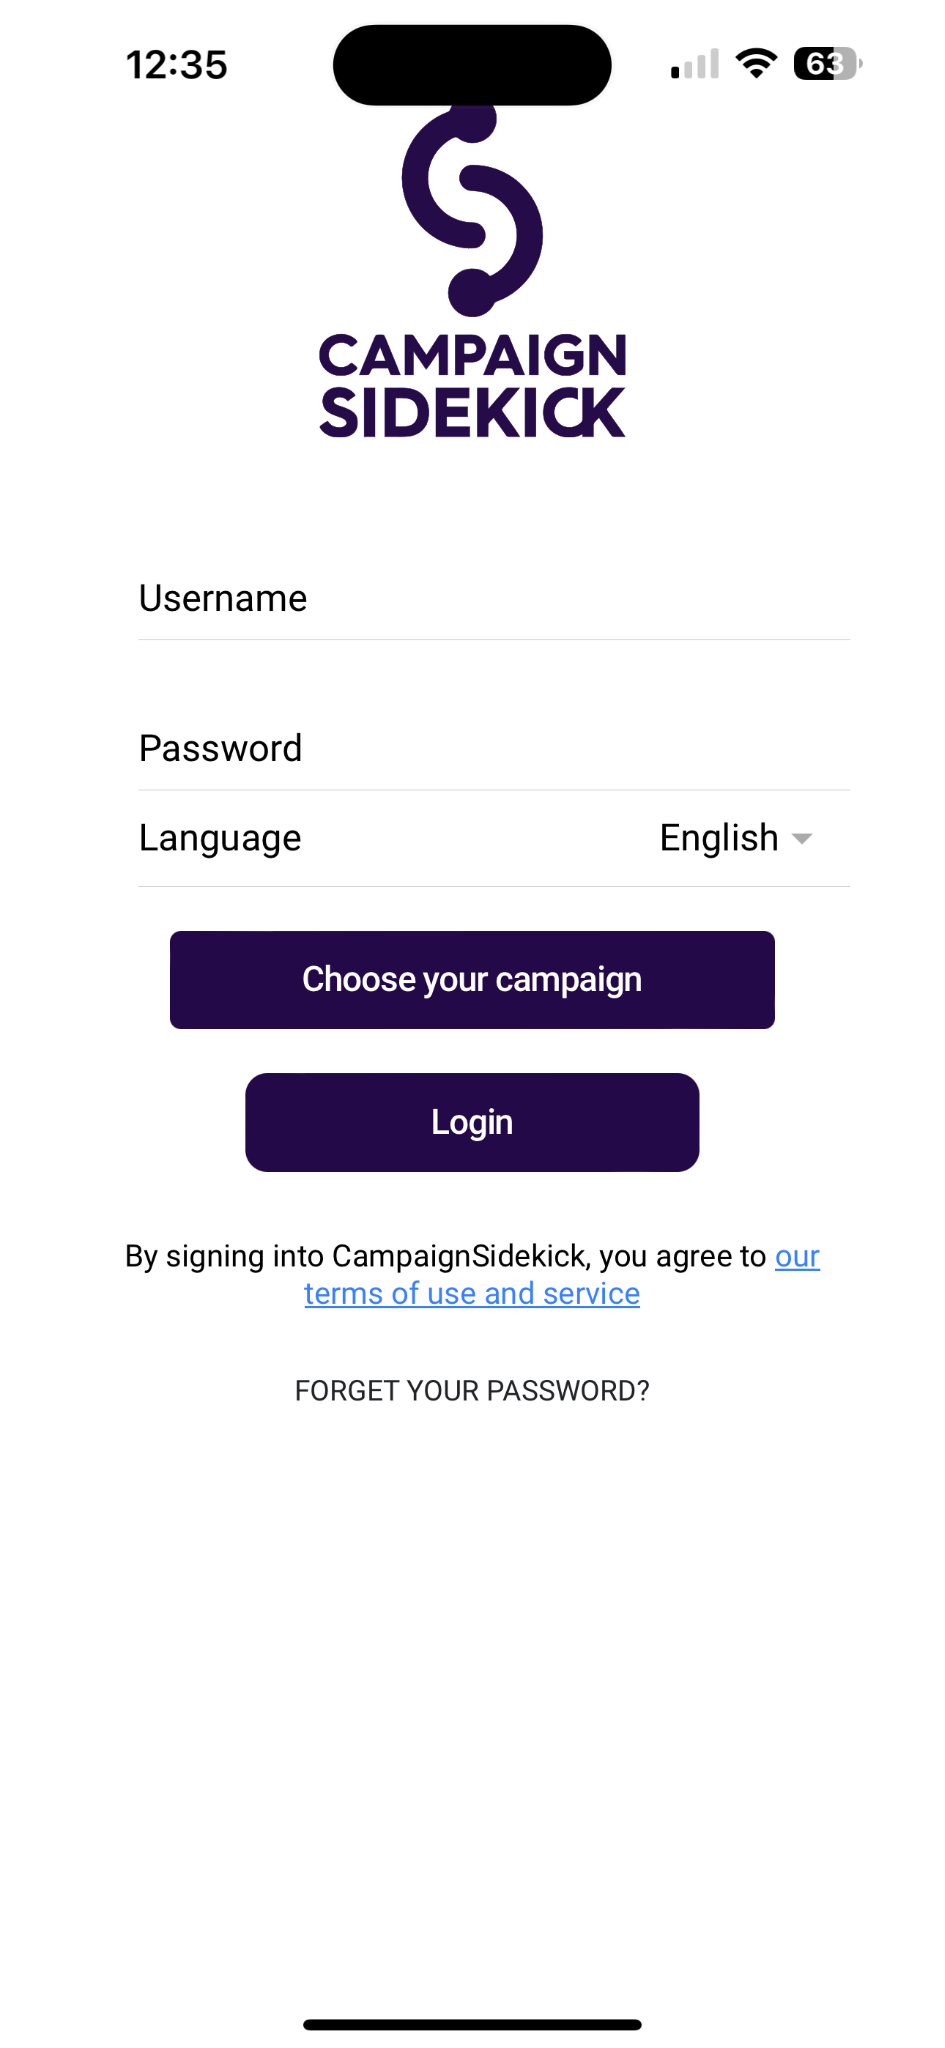 12:35
63
CAMPAIGN
SIDEKICK
Username
Password
Language English
Choose your campaign
Login
By signing into CampaignSidekick, you agree to our
terms of use and service
FORGET YOUR PASSWORD?